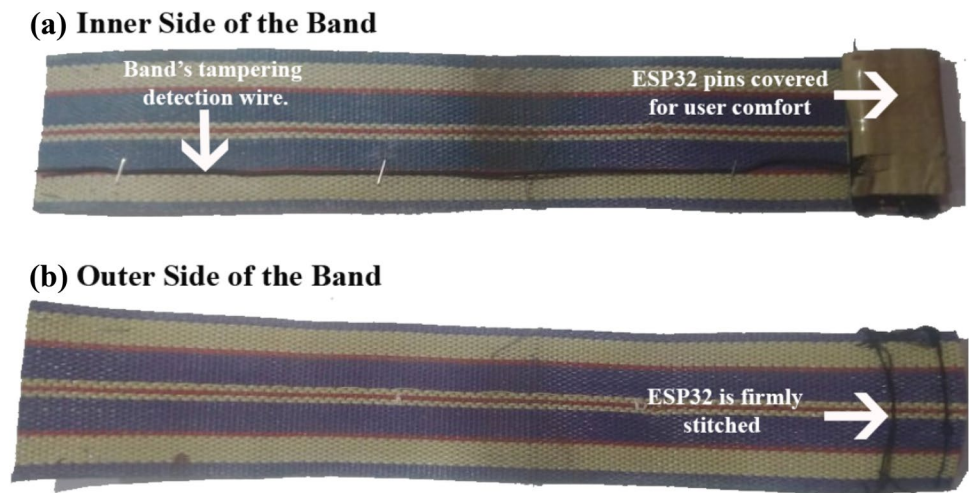 (a) Inner Side of the Band
Band's tampering
detection wire.
ESP32 pins covered
for user comfort
(b) Outer Side of the Band
ESP32 is firmly
stitched